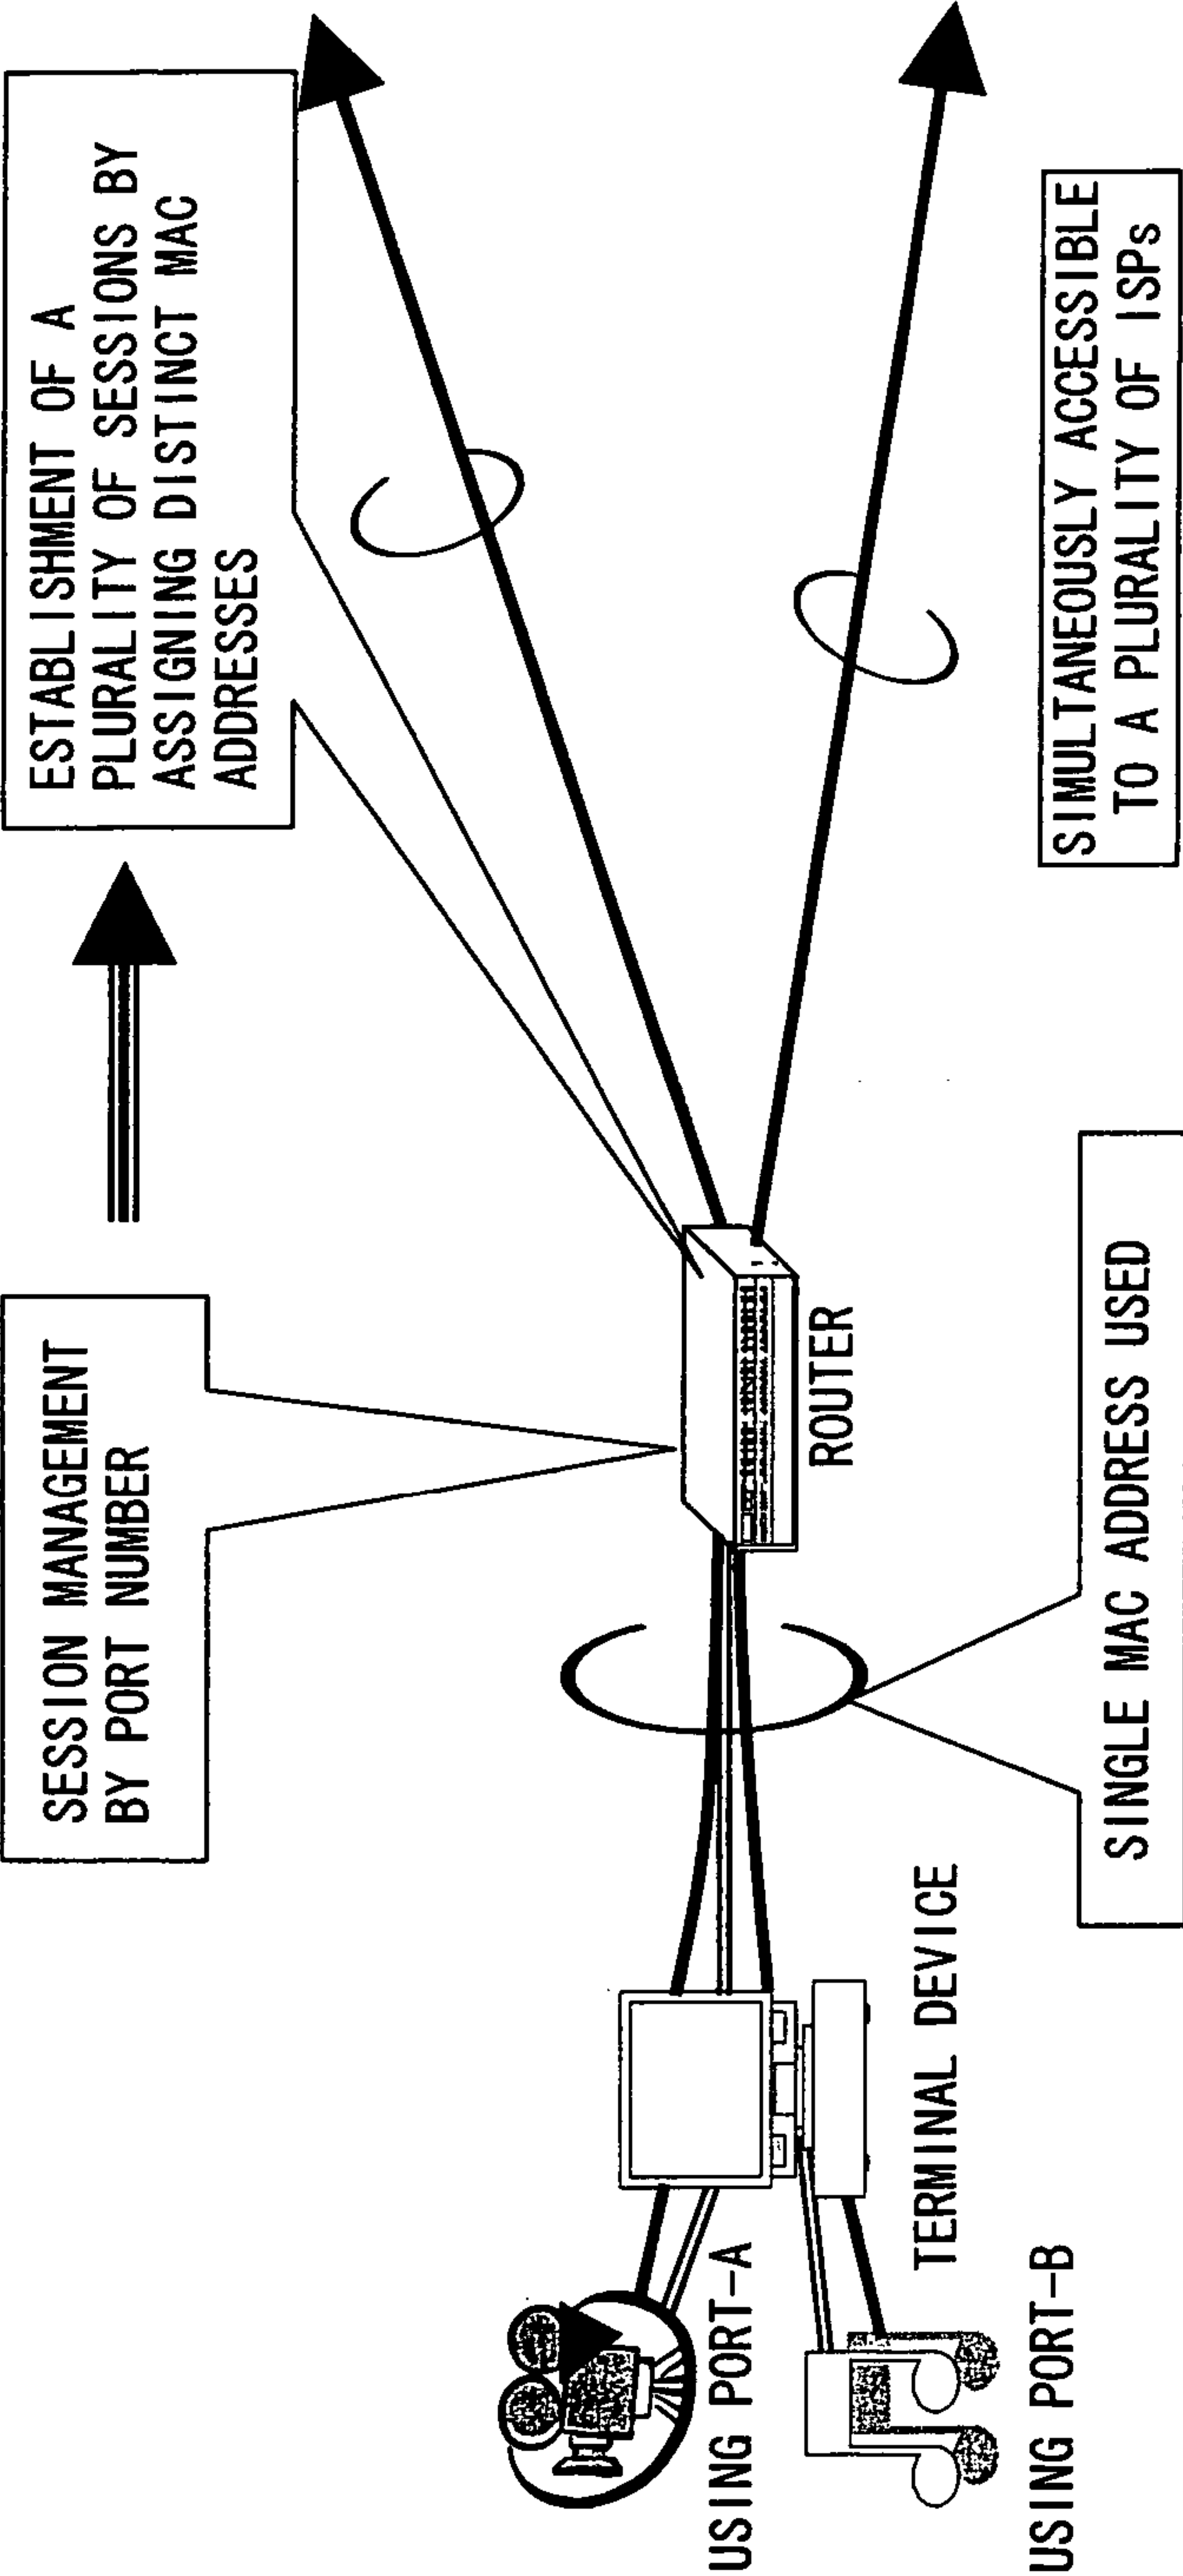 SESSION MANAGEMENT
BY PORT NUMBER
ESTABLISHMENT OF A
PLURALITY OF SESSIONS BY
ASSIGNING DISTINCT MAC
ADDRESSES
USING PORT-A
ROUTER
TERMINAL DEVICE
USING PORT-B
SINGLE MAC ADDRESS USED
SIMULTANEOUSLY ACCESSIBLE
TO A PLURALITY OF ISPs